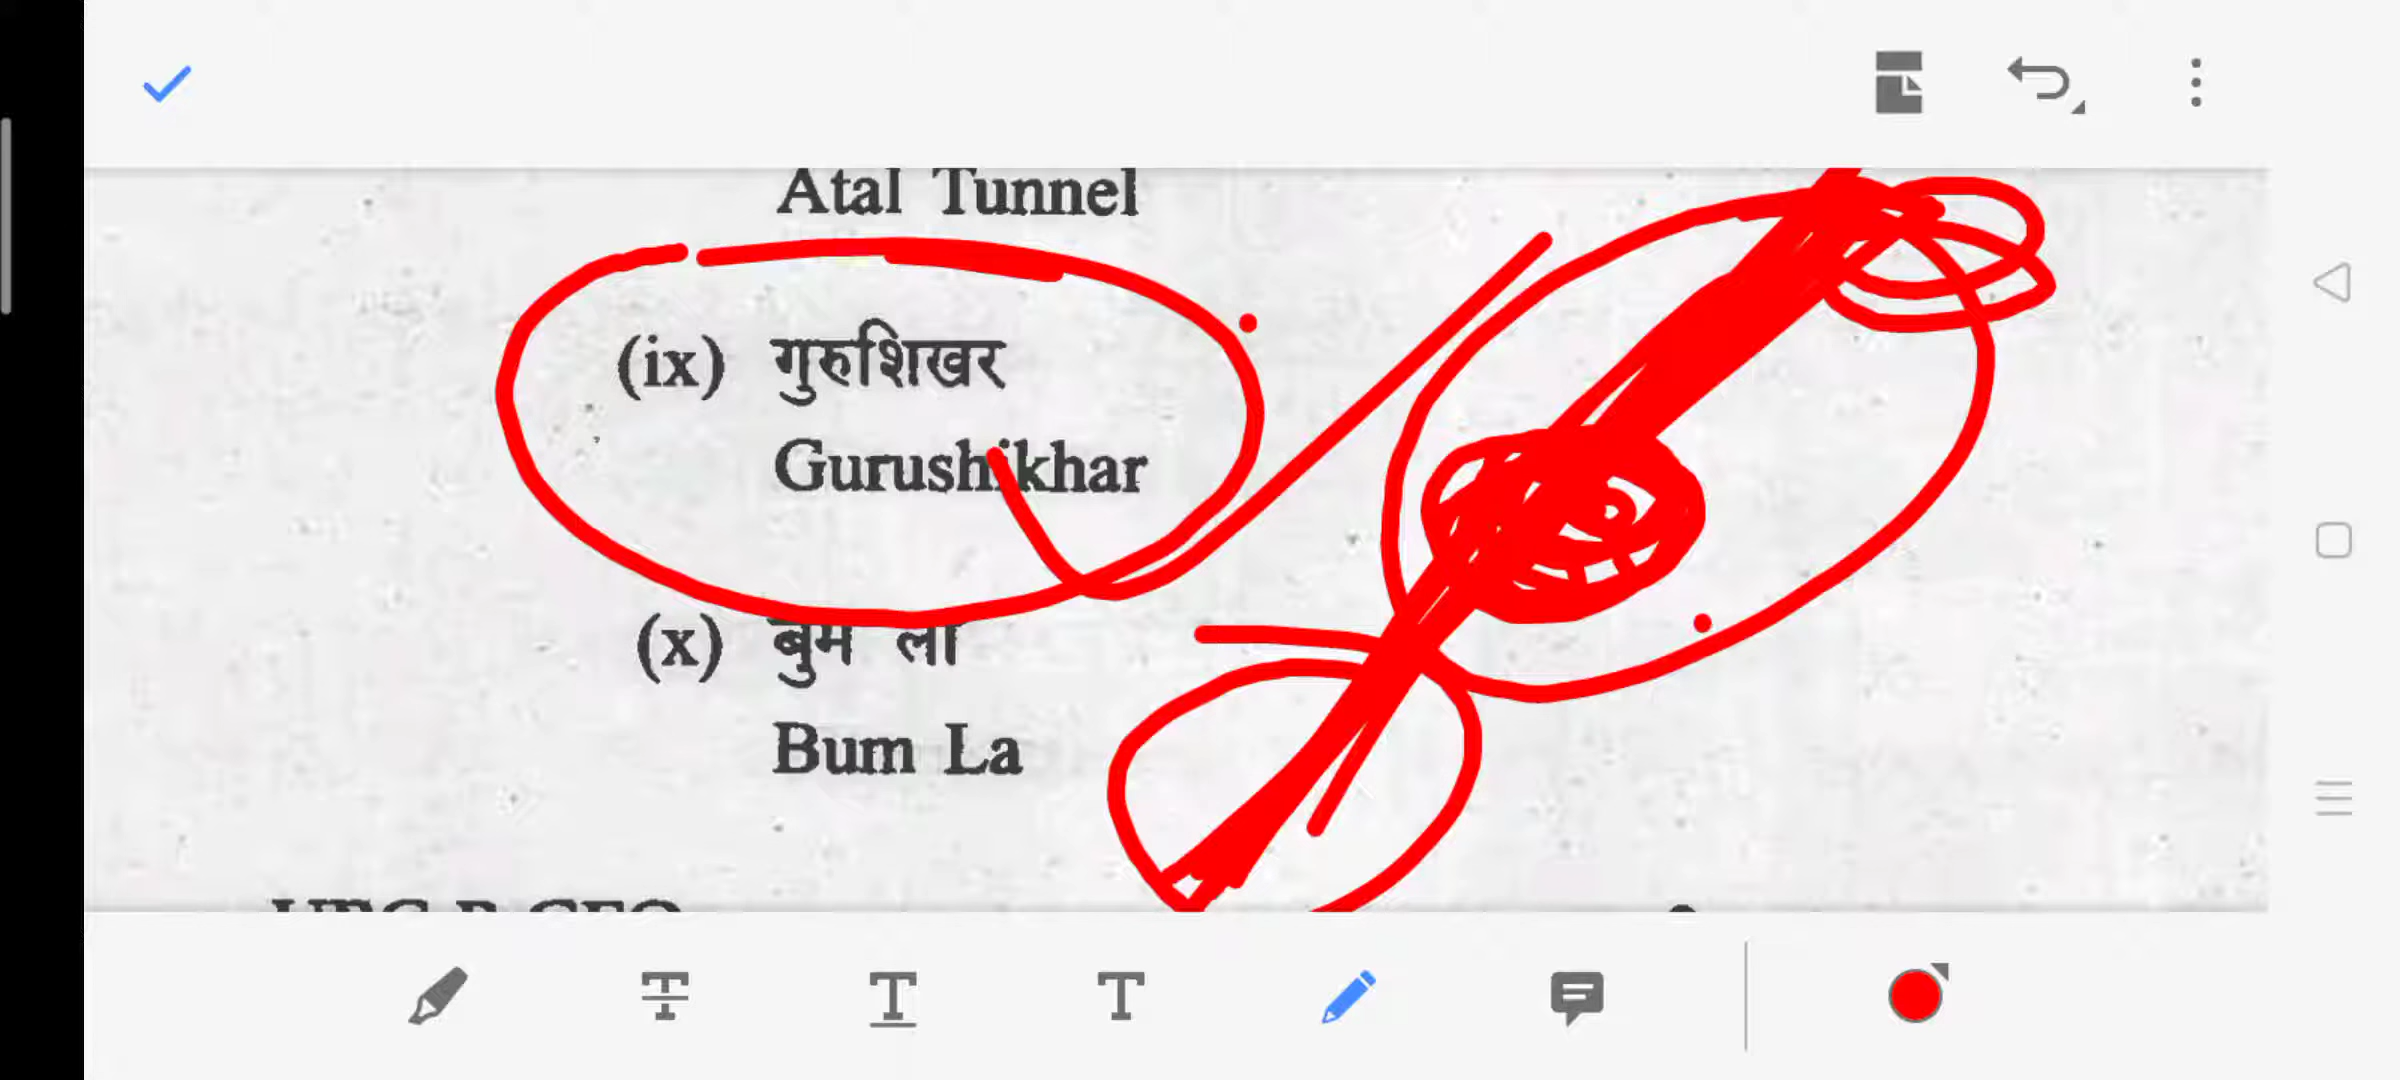 Atal Tunnel
(ix) गुरुशिखर
Gurushikhar
(x) बुम ला
Bum La